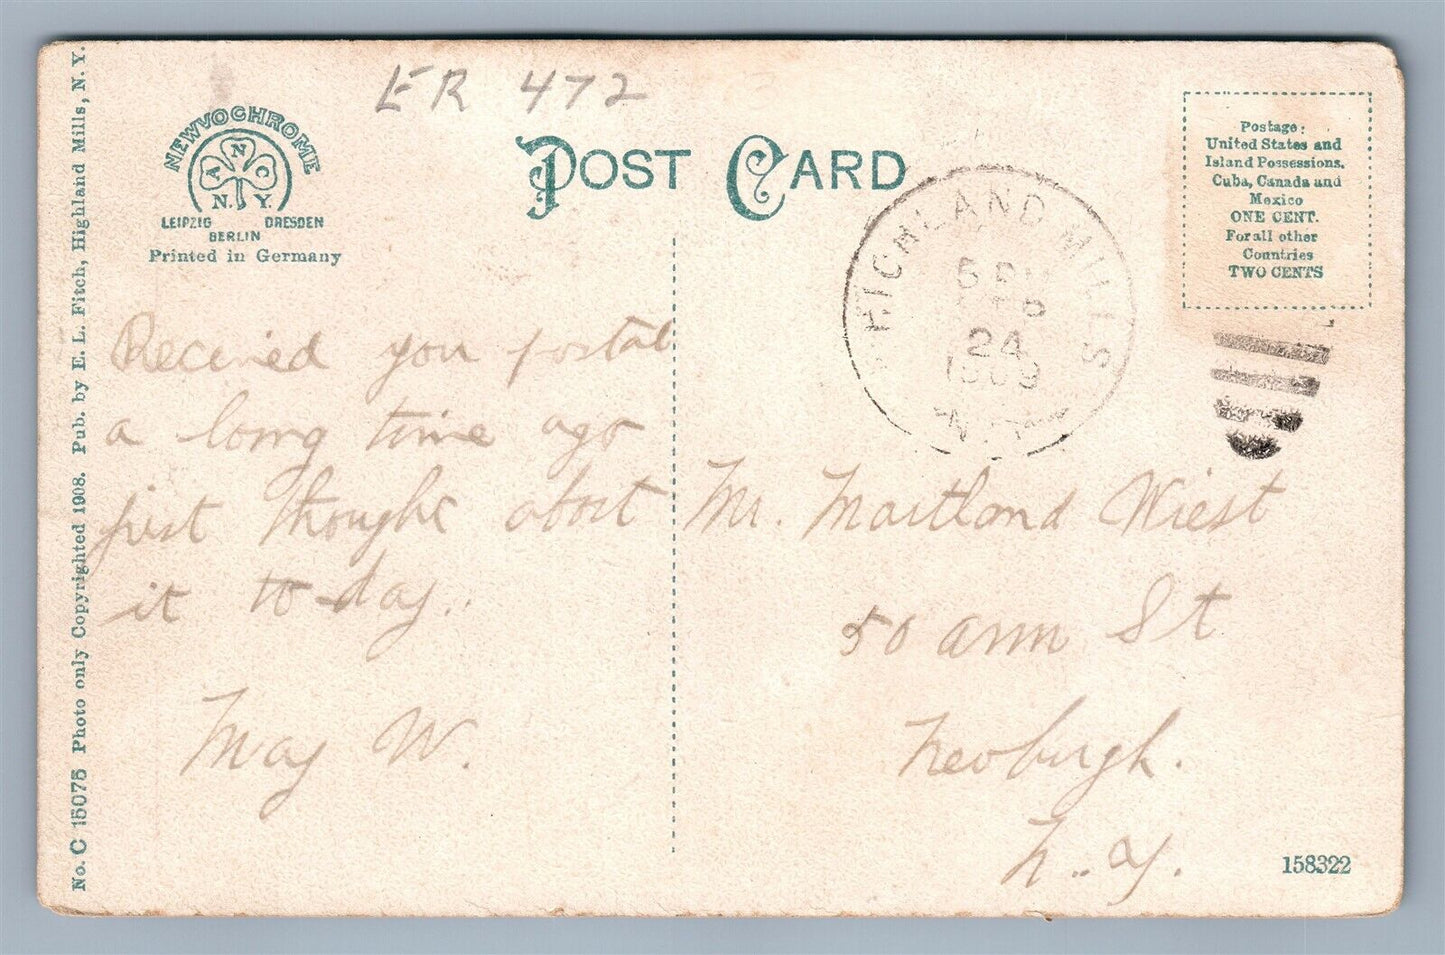 ER 472
NEWVOCHROME
A N C
N. Y.
LEIPZIG DRESDEN
BERLIN
Printed in Germany
POST CARD
Postage:
United States and
Island Possessions.
Cuba, Canada and
Mexico
ONE CENT.
For all other
Countries
TWO CENTS
HIGHLAND MILLS
24
1909
N.Y.
Received you postal
a long time ago
just thought about
it to-day..
May W.
Mr. Maitland Wiest
50 ann St
Newburgh.
N..Y.
158322
No. C 15075 Photo only Copyrighted 1908. Pub. by E. L. Fitch, Highland Mills, N. Y.